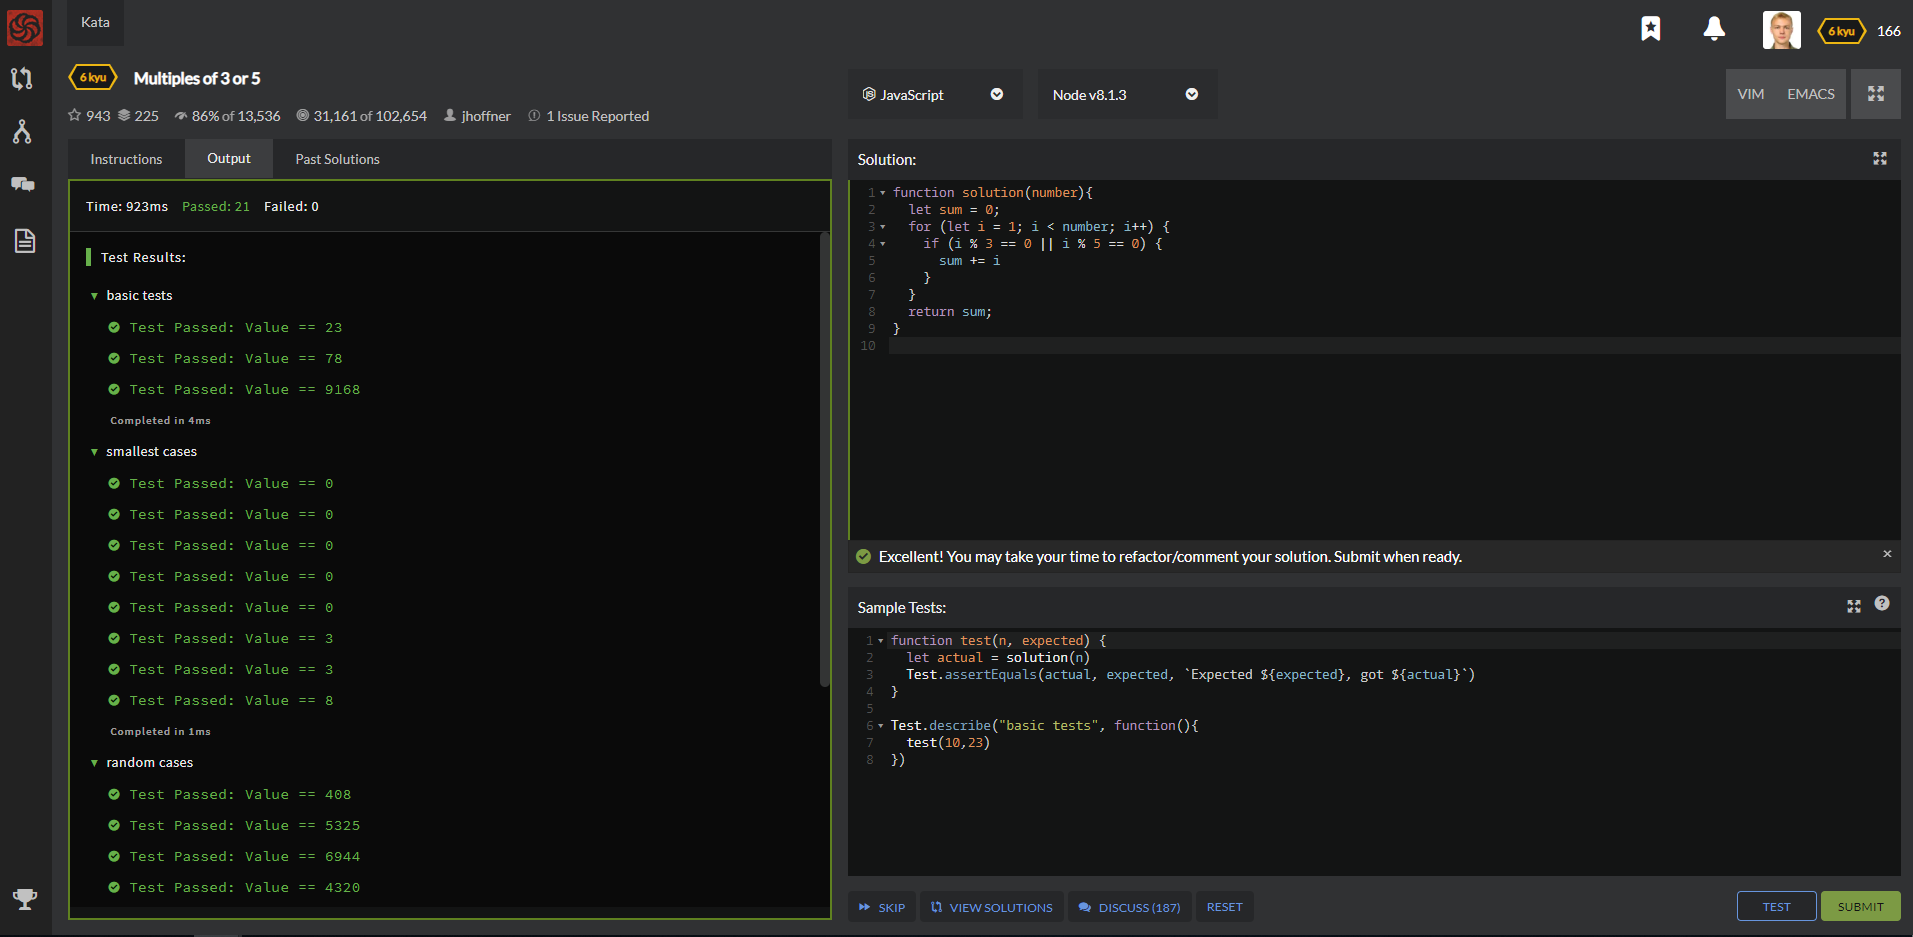 Kata
6 kyu 166
6 kyu Multiples of 3 or 5
943 225 86% of 13,536 31,161 of 102,654 jhoffner 1 Issue Reported
JavaScript Node v8.1.3 VIM EMACS
Instructions Output Past Solutions
Time: 923ms Passed: 21 Failed: 0
Test Results:
basic tests
Test Passed: Value == 23
Test Passed: Value == 78
Test Passed: Value == 9168
Completed in 4ms
smallest cases
Test Passed: Value == 0
Test Passed: Value == 0
Test Passed: Value == 0
Test Passed: Value == 0
Test Passed: Value == 0
Test Passed: Value == 3
Test Passed: Value == 3
Test Passed: Value == 8
Completed in 1ms
random cases
Test Passed: Value == 408
Test Passed: Value == 5325
Test Passed: Value == 6944
Test Passed: Value == 4320
Solution:
1 function solution(number){
2 let sum = 0;
3 for (let i = 1; i < number; i++) {
4 if (i % 3 == 0 || i % 5 == 0) {
5 sum += i
6 }
7 }
8 return sum;
9 }
10
Excellent! You may take your time to refactor/comment your solution. Submit when ready. ×
Sample Tests: ?
1 function test(n, expected) {
2 let actual = solution(n)
3 Test.assertEquals(actual, expected, `Expected ${expected}, got ${actual}`)
4 }
5
6 Test.describe("basic tests", function(){
7 test(10,23)
8 })
SKIP VIEW SOLUTIONS DISCUSS (187) RESET TEST SUBMIT